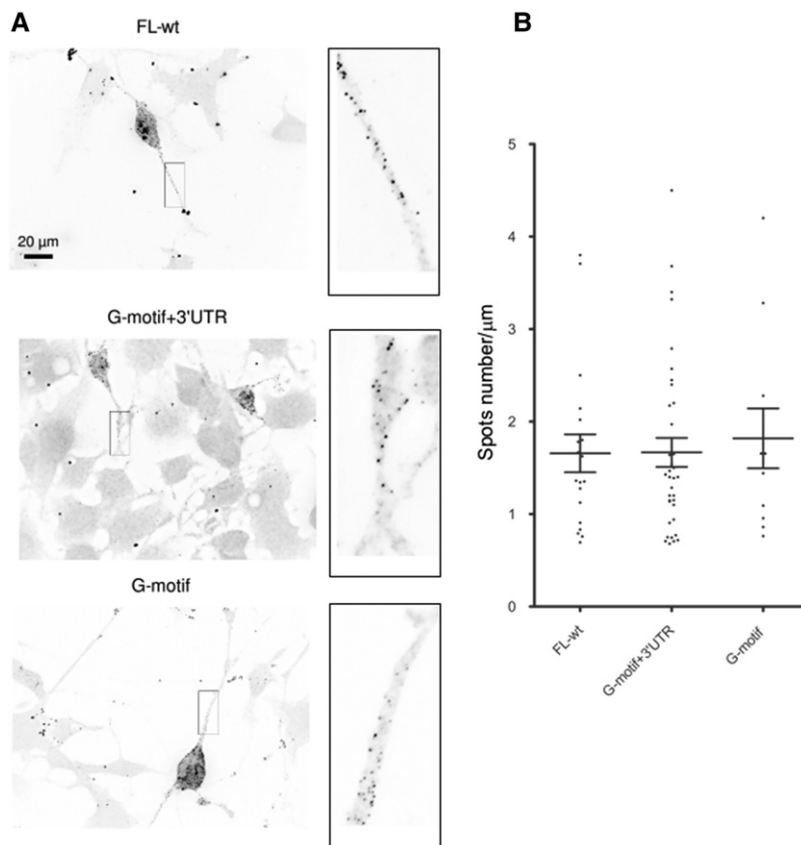 A
FL-wt
20 μm
G-motif+3'UTR
G-motif
B
5
4
3
2
1
0
Spots number/μm
FL-wt
G-motif+3'UTR
G-motif